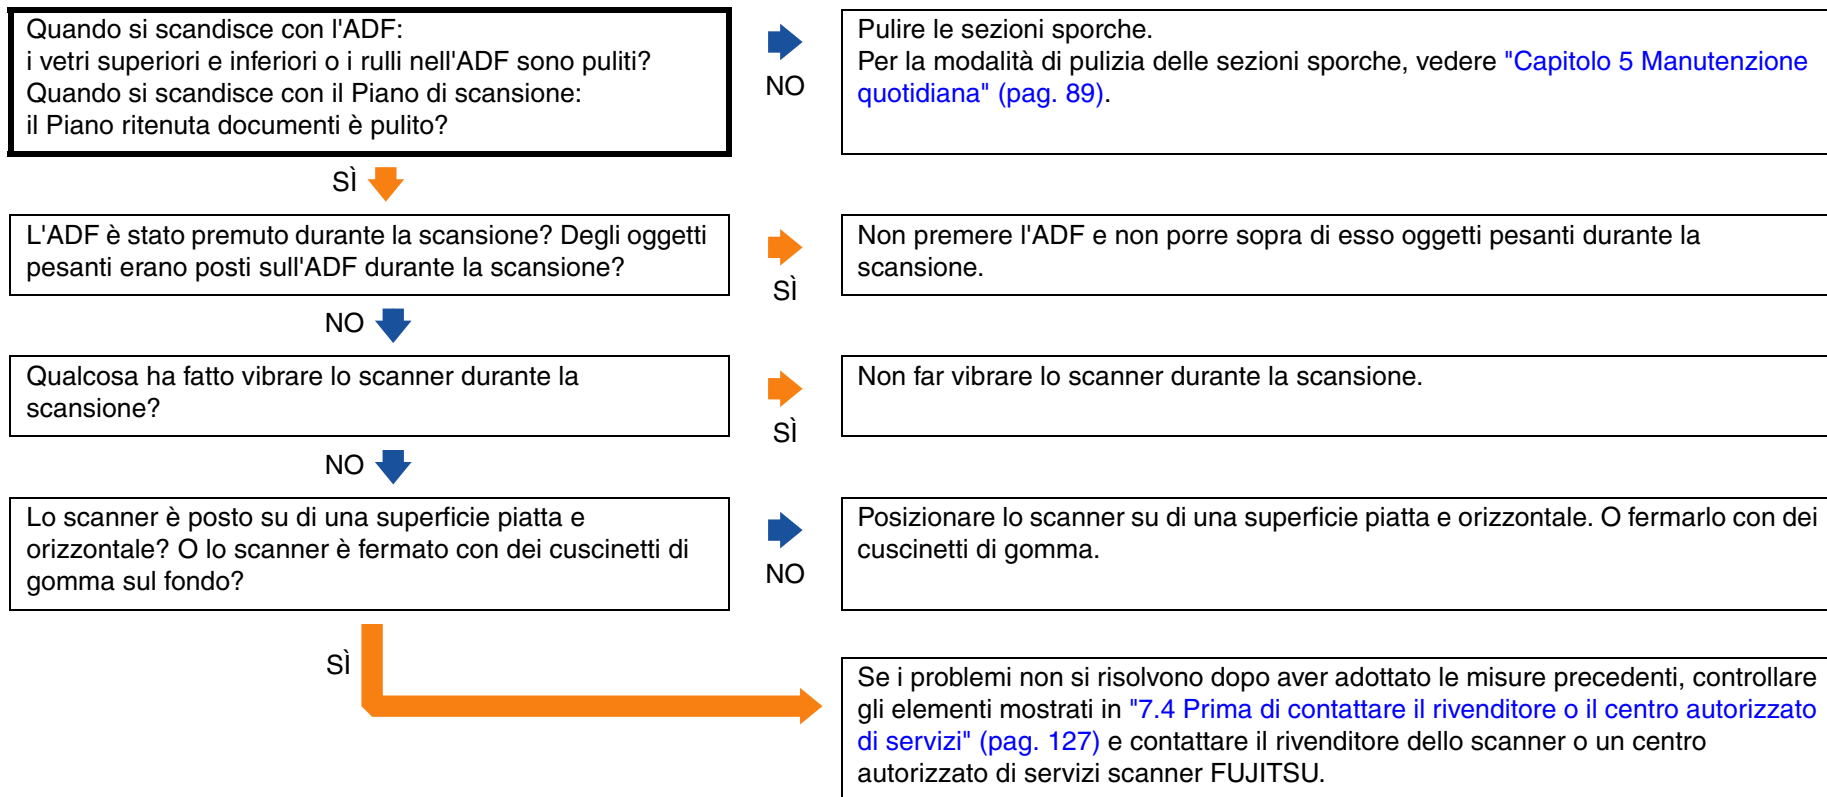 Quando si scandisce con l'ADF:
i vetri superiori e inferiori o i rulli nell'ADF sono puliti?
Quando si scandisce con il Piano di scansione:
il Piano ritenuta documenti è pulito?
NO
Pulire le sezioni sporche.
Per la modalità di pulizia delle sezioni sporche, vedere "Capitolo 5 Manutenzione
quotidiana" (pag. 89).
SÌ
L'ADF è stato premuto durante la scansione? Degli oggetti
pesanti erano posti sull'ADF durante la scansione?
SÌ
Non premere l'ADF e non porre sopra di esso oggetti pesanti durante la
scansione.
NO
Qualcosa ha fatto vibrare lo scanner durante la
scansione?
SÌ
Non far vibrare lo scanner durante la scansione.
NO
Lo scanner è posto su di una superficie piatta e
orizzontale? O lo scanner è fermato con dei cuscinetti di
gomma sul fondo?
NO
Posizionare lo scanner su di una superficie piatta e orizzontale. O fermarlo con dei
cuscinetti di gomma.
SÌ
Se i problemi non si risolvono dopo aver adottato le misure precedenti, controllare
gli elementi mostrati in "7.4 Prima di contattare il rivenditore o il centro autorizzato
di servizi" (pag. 127) e contattare il rivenditore dello scanner o un centro
autorizzato di servizi scanner FUJITSU.